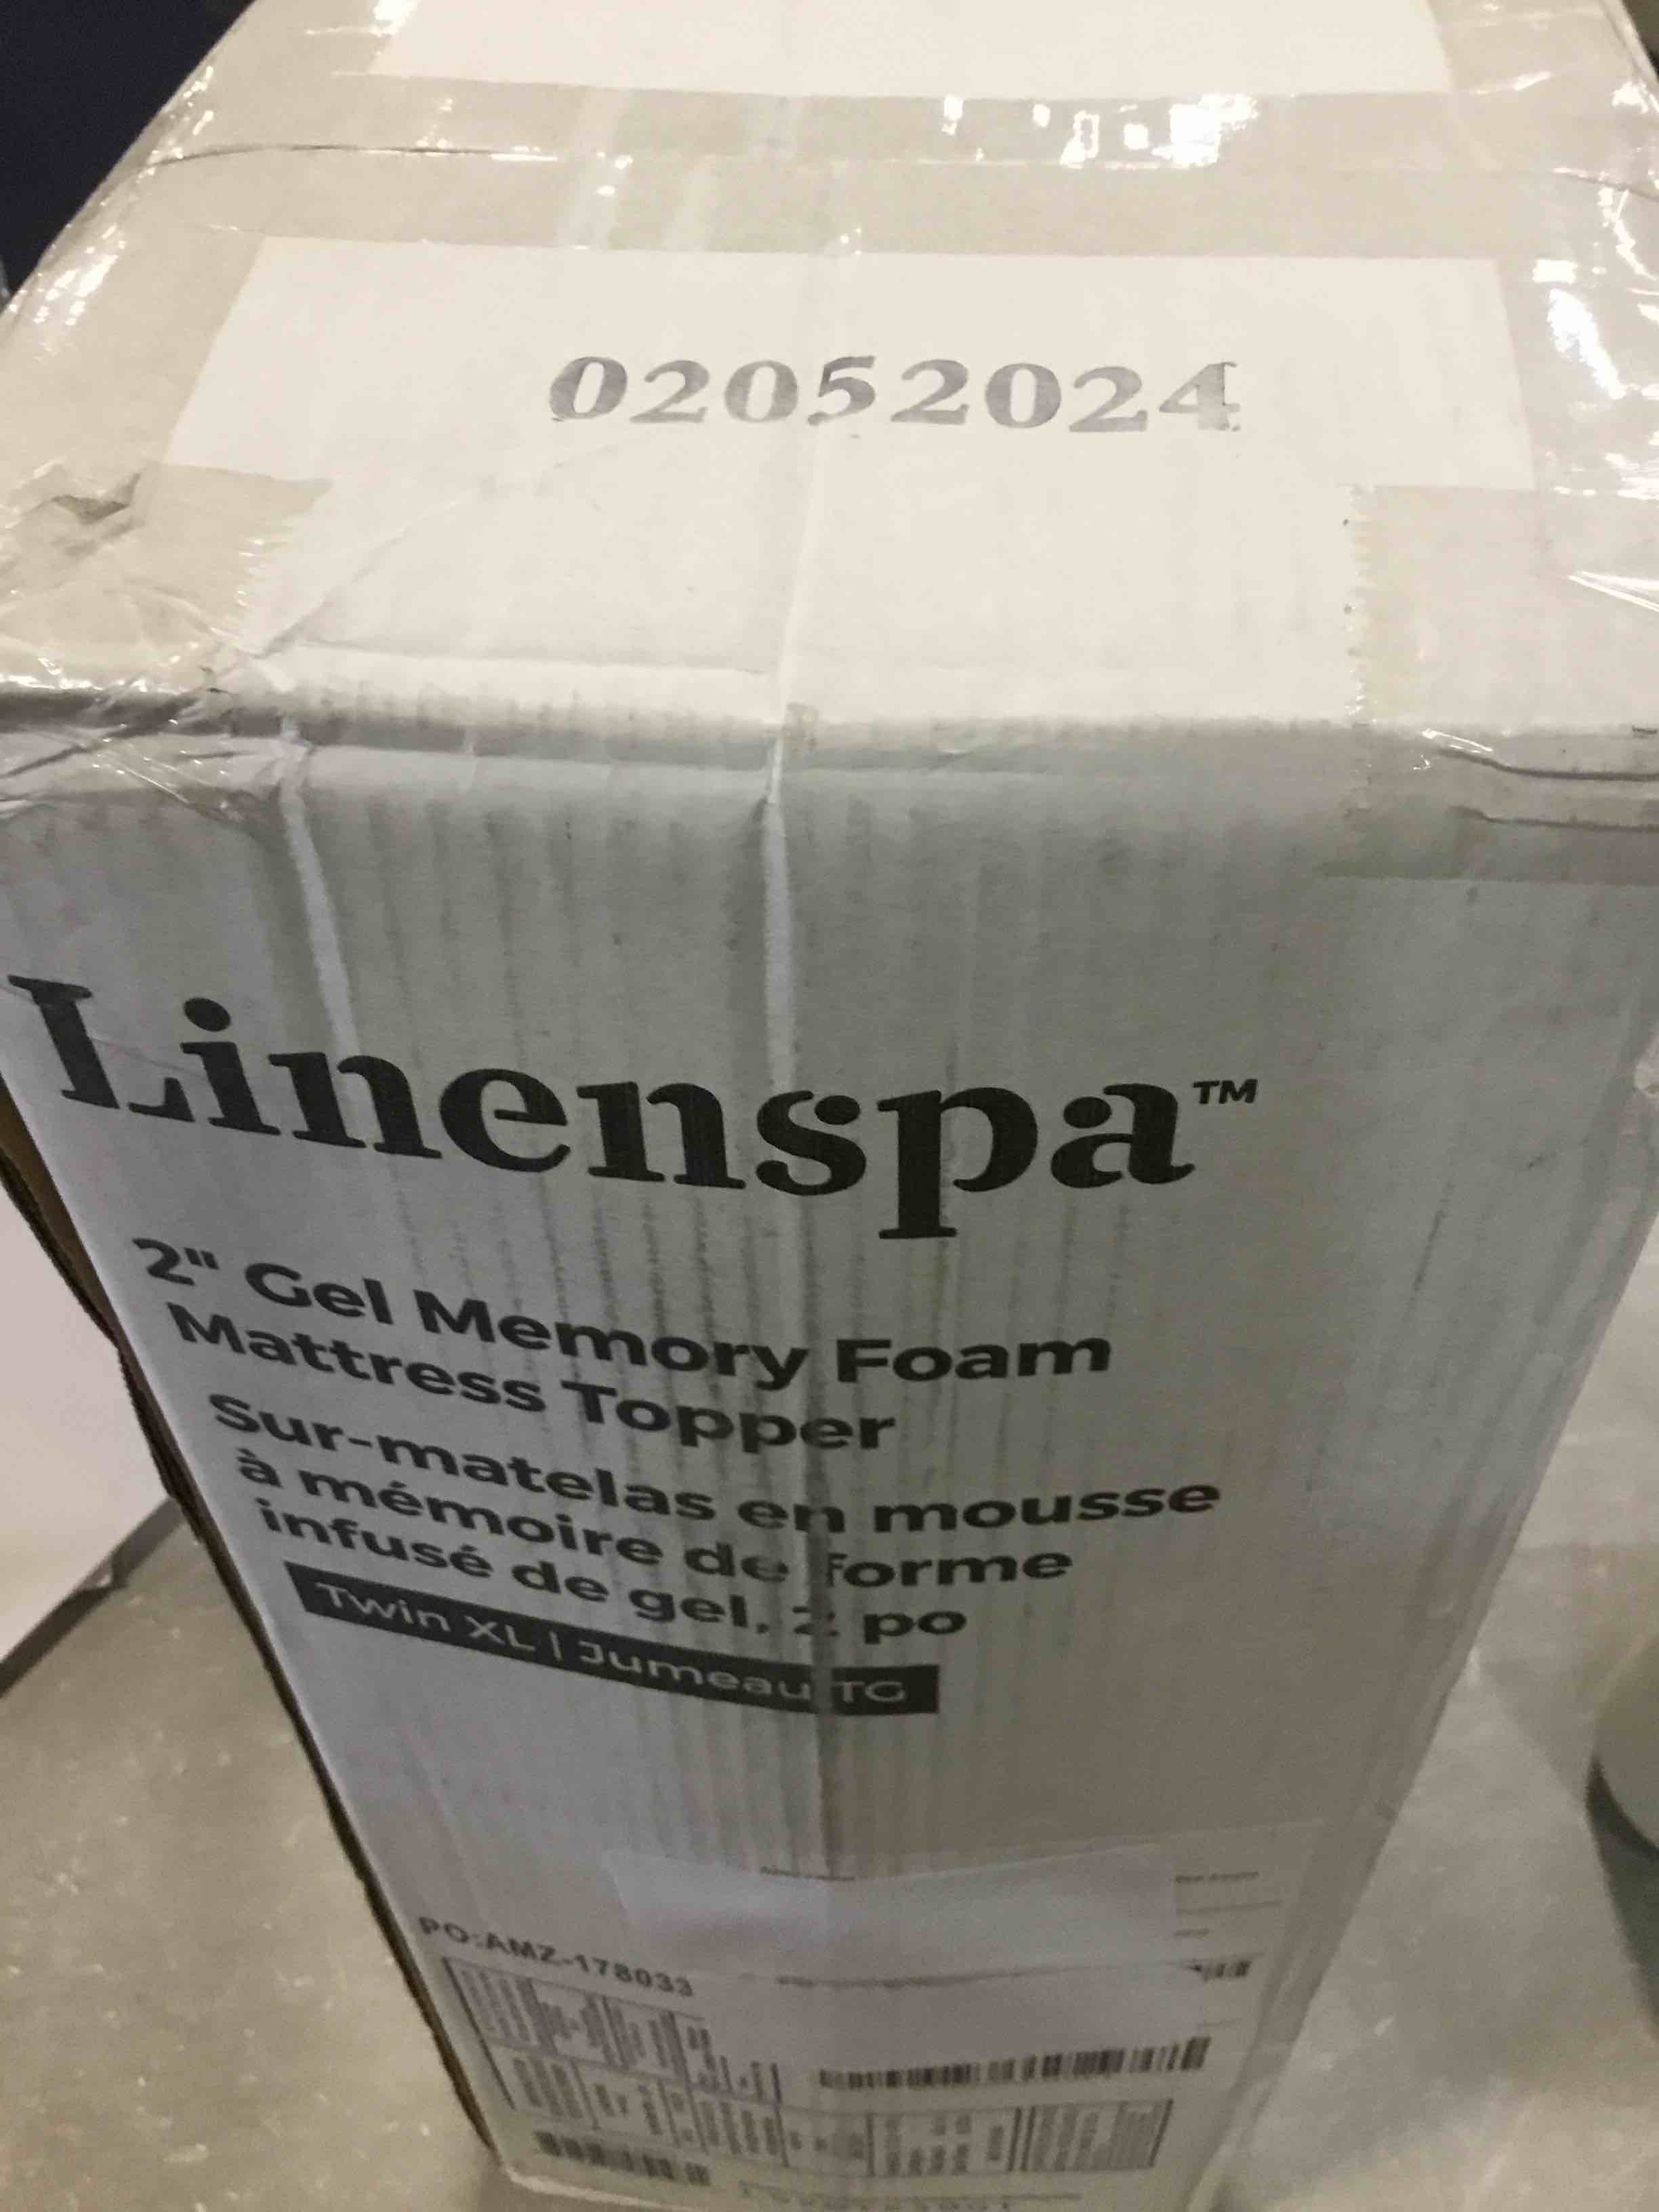 02052024
Linenspa™
2" Gel Memory Foam
Mattress Topper
Sur-matelas en mousse
à mémoire de forme
infusé de gel, 2 po
Twin XL | Jumeau TG
PO:AMZ-178033